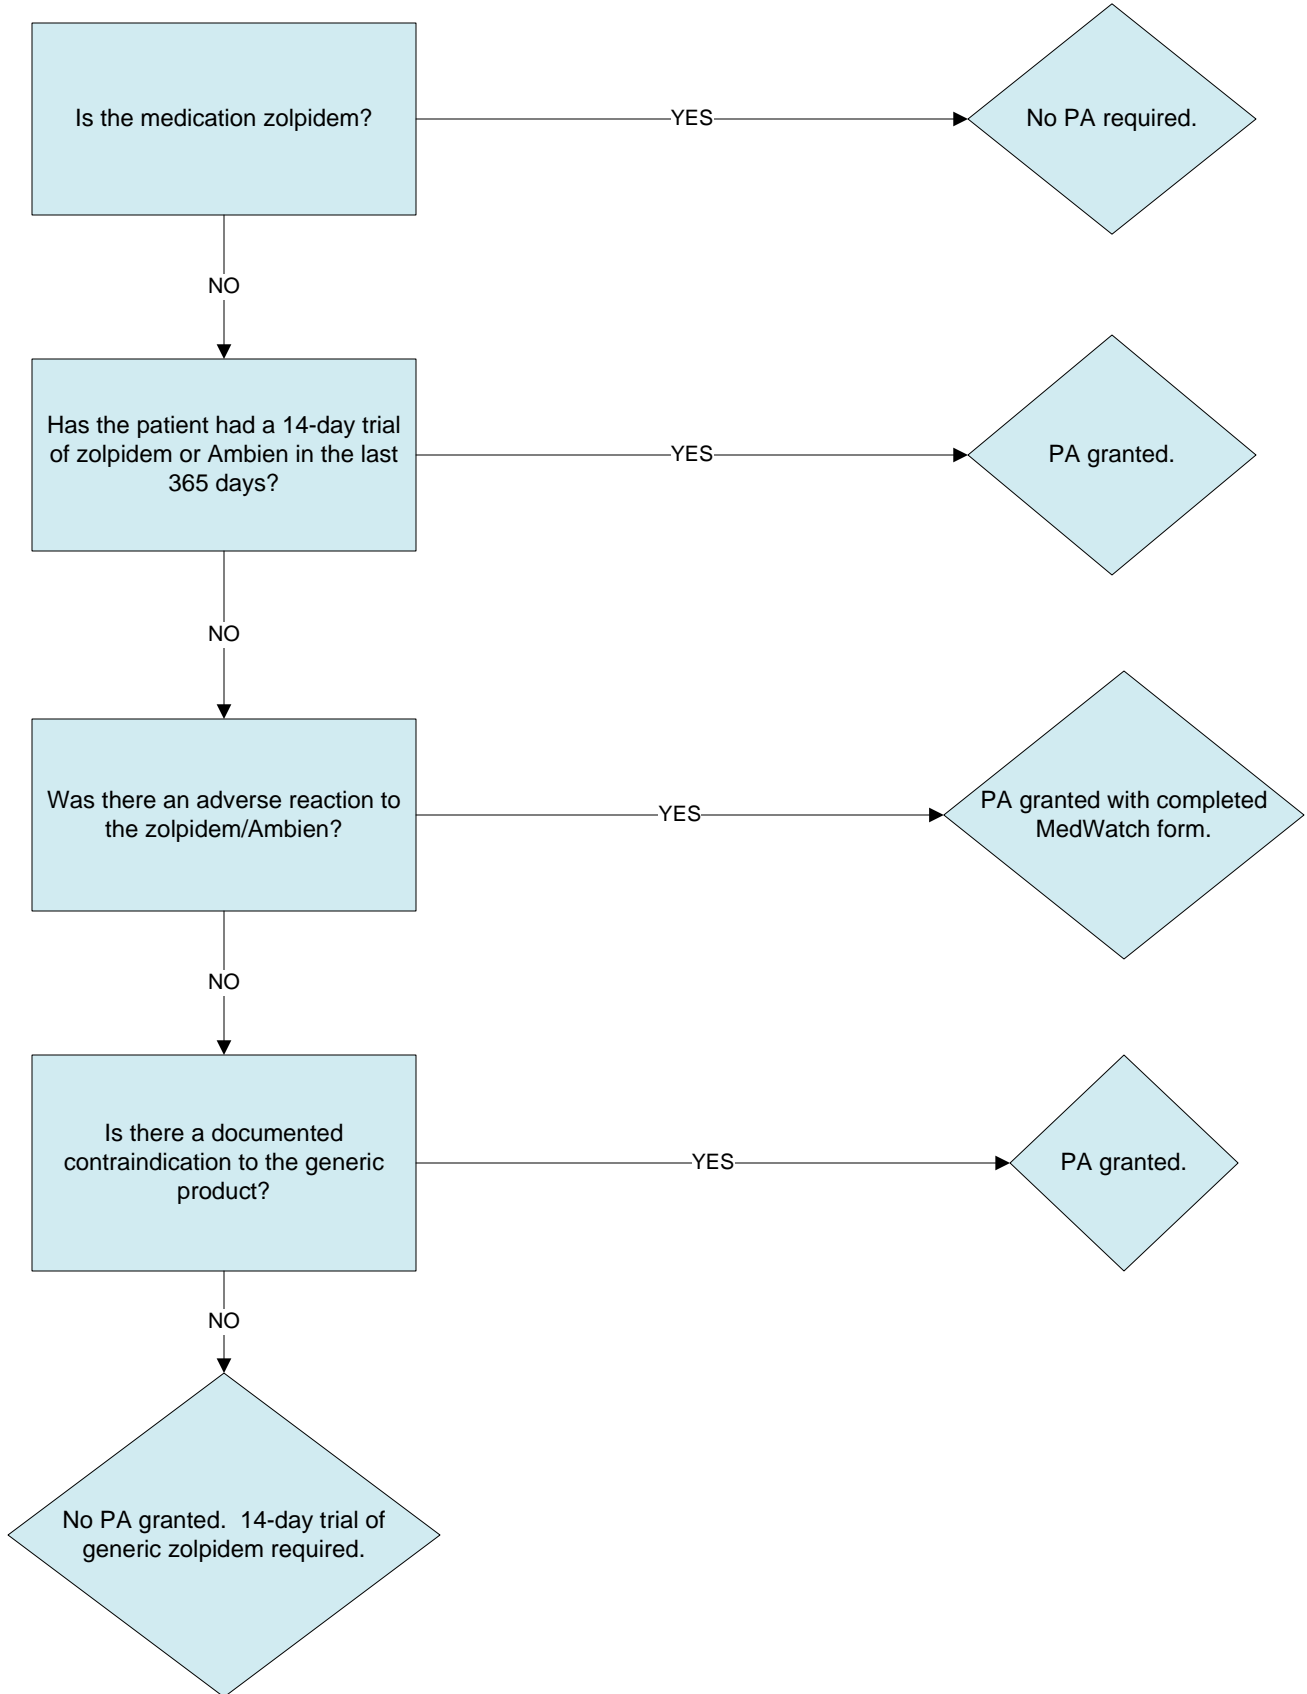 Is the medication zolpidem?
YES
No PA required.
NO
Has the patient had a 14-day trial
of zolpidem or Ambien in the last
365 days?
YES
PA granted.
NO
Was there an adverse reaction to
the zolpidem/Ambien?
YES
PA granted with completed
MedWatch form.
NO
Is there a documented
contraindication to the generic
product?
YES
PA granted.
NO
No PA granted.  14-day trial of
generic zolpidem required.